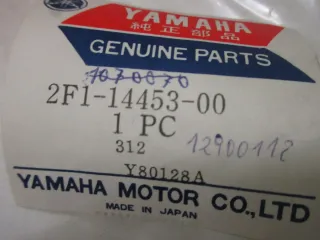 YAMAHA
純正部品
GENUINE PARTS
1070070
2F1-14453-00
1 PC
312 12900112
Y80128A
YAMAHA MOTOR CO.,LTD
MADE IN JAPAN